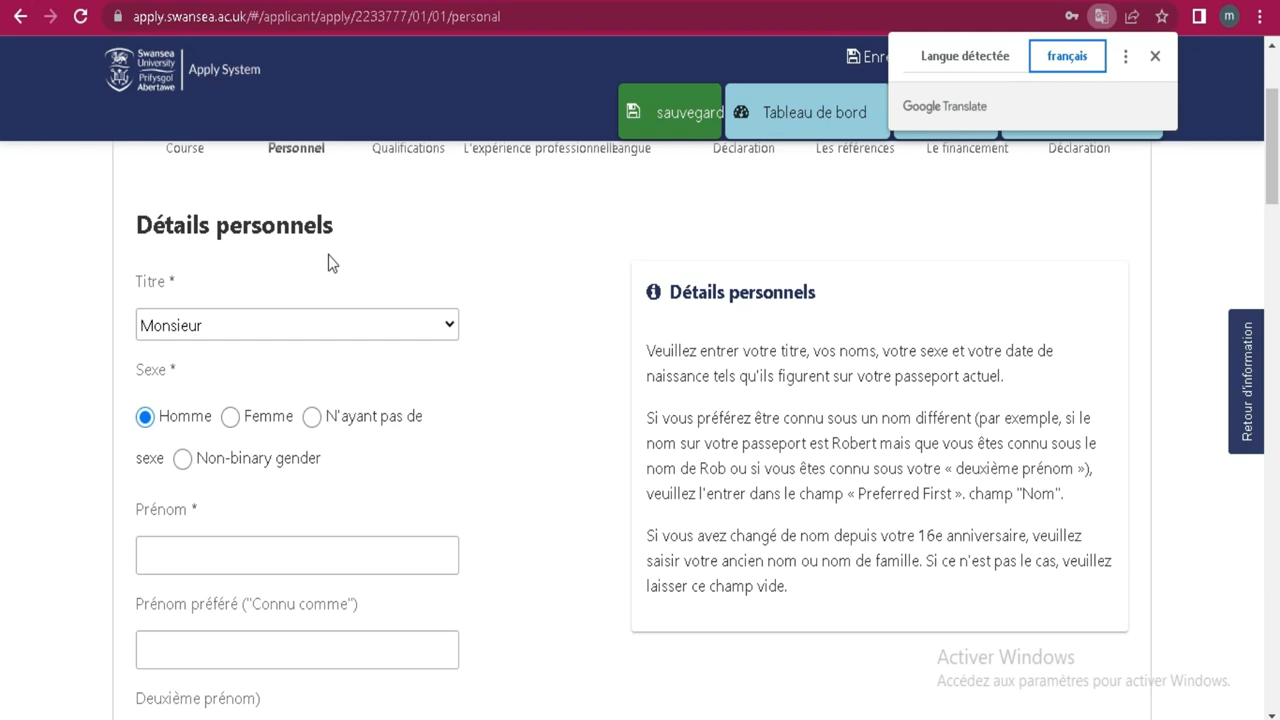 apply.swansea.ac.uk/#/applicant/apply/2233777/01/01/personal
m
Swansea
University
Prifysgol
Abertawe
Apply System
Enre
Langue détectée
français
Google Translate
sauvegard
Tableau de bord
Course
Personnel
Qualifications
L'expérience professionnelle
langue
Déclaration
Les références
Le financement
Déclaration
Détails personnels
Titre *
Monsieur
Sexe *
Homme
Femme
N'ayant pas de
sexe
Non-binary gender
Prénom *
Prénom préféré ("Connu comme")
Deuxième prénom)
Détails personnels
Veuillez entrer votre titre, vos noms, votre sexe et votre date de
naissance tels qu'ils figurent sur votre passeport actuel.
Si vous préférez être connu sous un nom différent (par exemple, si le
nom sur votre passeport est Robert mais que vous êtes connu sous le
nom de Rob ou si vous êtes connu sous votre « deuxième prénom »),
veuillez l'entrer dans le champ « Preferred First ». champ "Nom".
Si vous avez changé de nom depuis votre 16e anniversaire, veuillez
saisir votre ancien nom ou nom de famille. Si ce n'est pas le cas, veuillez
laisser ce champ vide.
Retour d'information
Activer Windows
Accédez aux paramètres pour activer Windows.